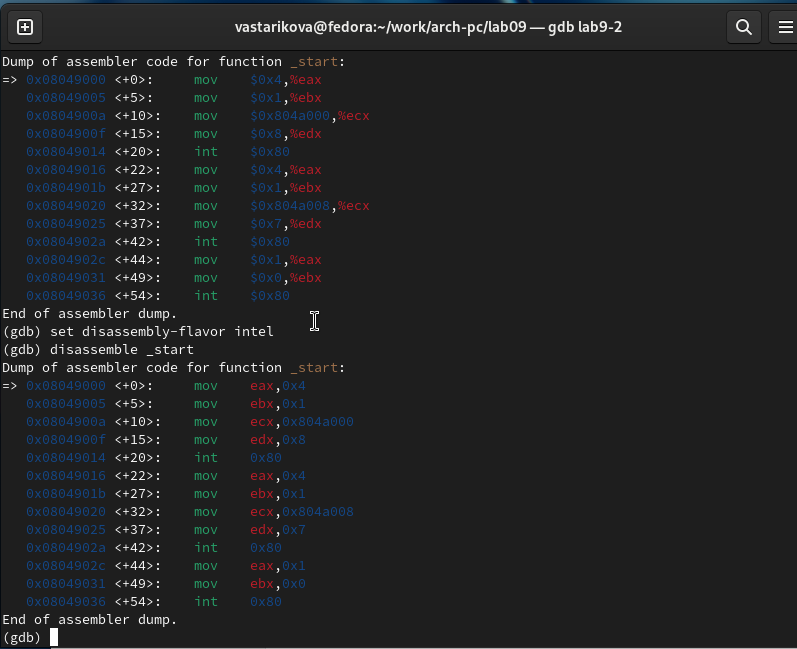 vastarikova@fedora:~/work/arch-pc/lab09 — gdb lab9-2
Dump of assembler code for function _start:
=> 0x08049000 <+0>:     mov    $0x4,%eax
   0x08049005 <+5>:     mov    $0x1,%ebx
   0x0804900a <+10>:    mov    $0x804a000,%ecx
   0x0804900f <+15>:    mov    $0x8,%edx
   0x08049014 <+20>:    int    $0x80
   0x08049016 <+22>:    mov    $0x4,%eax
   0x0804901b <+27>:    mov    $0x1,%ebx
   0x08049020 <+32>:    mov    $0x804a008,%ecx
   0x08049025 <+37>:    mov    $0x7,%edx
   0x0804902a <+42>:    int    $0x80
   0x0804902c <+44>:    mov    $0x1,%eax
   0x08049031 <+49>:    mov    $0x0,%ebx
   0x08049036 <+54>:    int    $0x80
End of assembler dump.
(gdb) set disassembly-flavor intel
(gdb) disassemble _start
Dump of assembler code for function _start:
=> 0x08049000 <+0>:     mov    eax,0x4
   0x08049005 <+5>:     mov    ebx,0x1
   0x0804900a <+10>:    mov    ecx,0x804a000
   0x0804900f <+15>:    mov    edx,0x8
   0x08049014 <+20>:    int    0x80
   0x08049016 <+22>:    mov    eax,0x4
   0x0804901b <+27>:    mov    ebx,0x1
   0x08049020 <+32>:    mov    ecx,0x804a008
   0x08049025 <+37>:    mov    edx,0x7
   0x0804902a <+42>:    int    0x80
   0x0804902c <+44>:    mov    eax,0x1
   0x08049031 <+49>:    mov    ebx,0x0
   0x08049036 <+54>:    int    0x80
End of assembler dump.
(gdb)